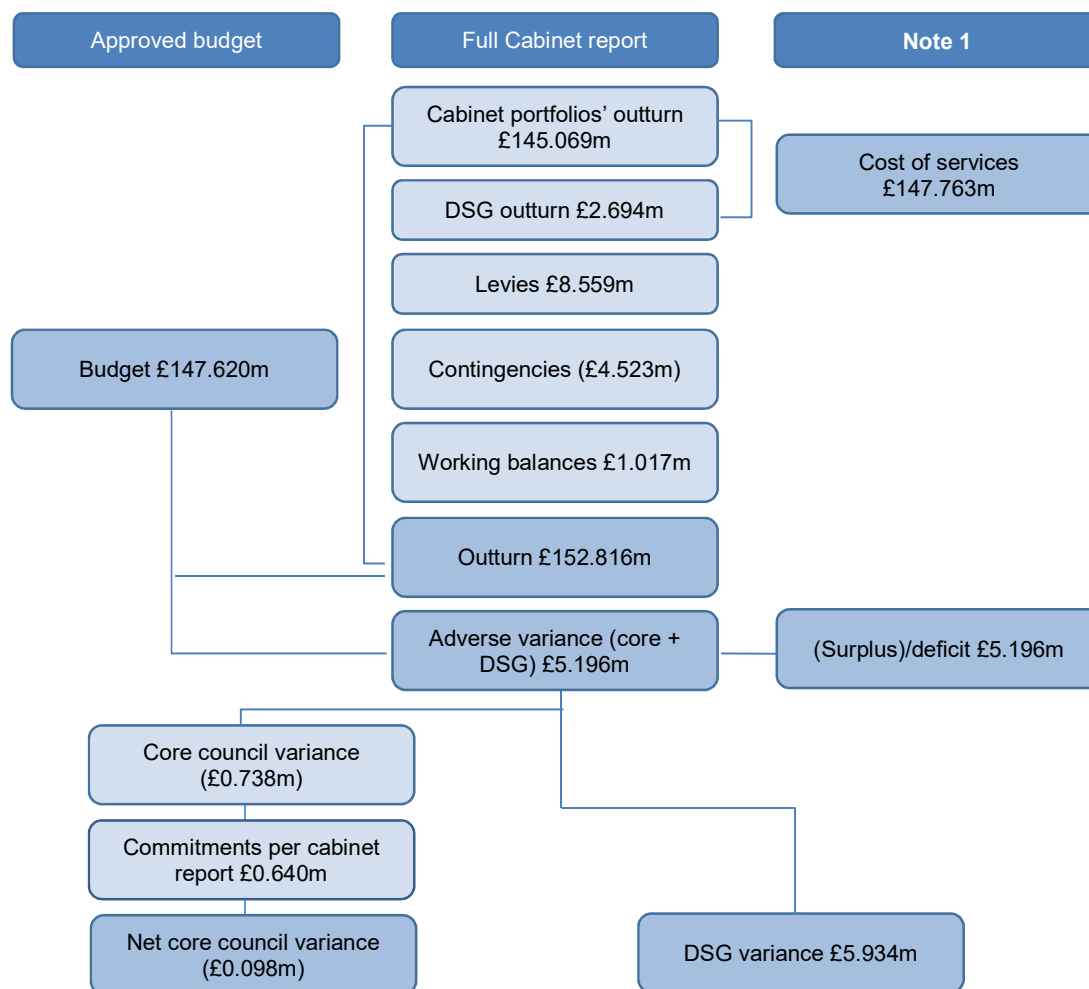 Approved budget
Full Cabinet report
Note 1
Cabinet portfolios’ outturn
£145.069m
Cost of services
£147.763m
DSG outturn £2.694m
Levies £8.559m
Budget £147.620m
Contingencies (£4.523m)
Working balances £1.017m
Outturn £152.816m
Adverse variance (core +
DSG) £5.196m
(Surplus)/deficit £5.196m
Core council variance
(£0.738m)
Commitments per cabinet
report £0.640m
Net core council variance
(£0.098m)
DSG variance £5.934m